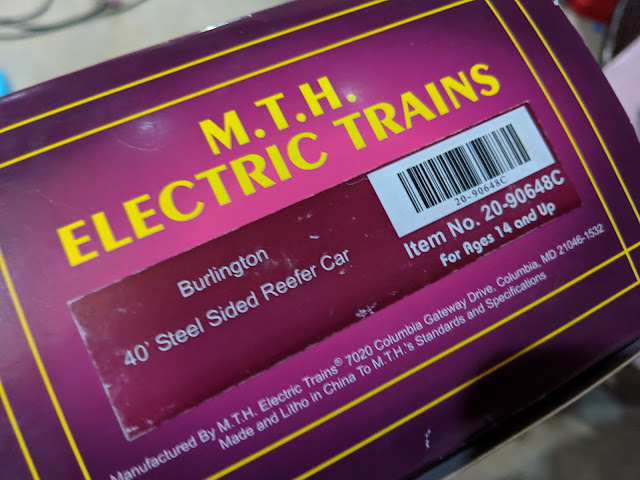 M.T.H.
ELECTRIC TRAINS
20-90648C
Item No. 20-90648C
For Ages 14 and Up
Burlington
40' Steel Sided Reefer Car
Manufactured By M.T.H. Electric Trains® 7020 Columbia Gateway Drive, Columbia, MD 21046-1532
Made and Litho in China To M.T.H.'s Standards and Specifications